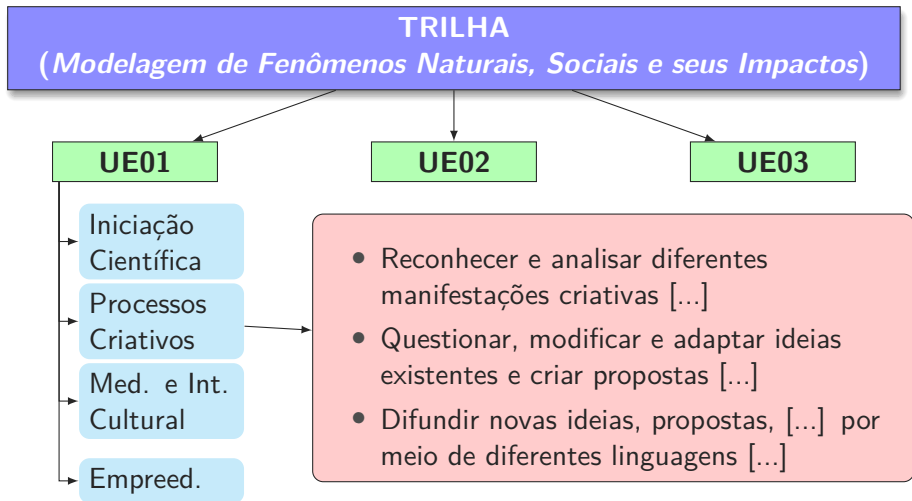 TRILHA
(Modelagem de Fenômenos Naturais, Sociais e seus Impactos)
UE01
UE02
UE03
Iniciação
Científica
Processos
Criativos
Med. e Int.
Cultural
Empreed.
• Reconhecer e analisar diferentes
manifestações criativas [...]
• Questionar, modificar e adaptar ideias
existentes e criar propostas [...]
• Difundir novas ideias, propostas, [...] por
meio de diferentes linguagens [...]